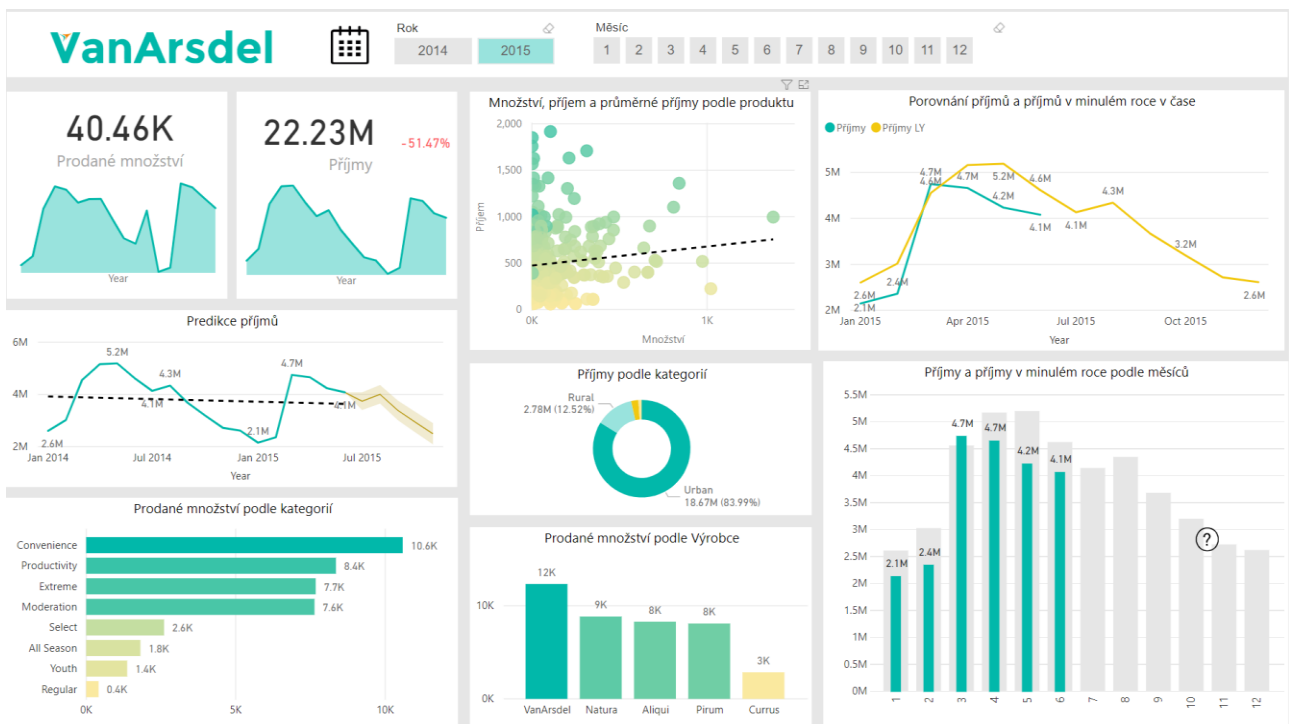 VanArsdel
Rok
2014
2015
Měsíc
1 2 3 4 5 6 7 8 9 10 11 12
40.46K
Prodané množství
Year
22.23M
-51.47%
Příjmy
Year
Množství, příjem a průměrné příjmy podle produktu
2,000
1,500
1,000
500
0
Příjem
0K
1K
Množství
Porovnání příjmů a příjmů v minulém roce v čase
Příjmy
Příjmy LY
5M
4M
3M
2M
2.6M
2.1M
2.4M
4.7M
4.6M
4.7M
5.2M
4.2M
4.6M
4.1M
4.1M
4.3M
3.2M
2.6M
Jan 2015
Apr 2015
Jul 2015
Oct 2015
Year
Predikce příjmů
6M
4M
2M
2.6M
5.2M
4.1M
4.3M
2.1M
4.7M
4.1M
Jan 2014
Jul 2014
Jan 2015
Jul 2015
Year
Příjmy podle kategorií
Rural
2.78M (12.52%)
Urban
18.67M (83.99%)
Příjmy a příjmy v minulém roce podle měsíců
5.5M
5M
4.5M
4M
3.5M
3M
2.5M
2M
1.5M
1M
0.5M
0M
2.1M
2.4M
4.7M
4.7M
4.2M
4.1M
?
1 2 3 4 5 6 7 8 9 10 11 12
Prodané množství podle kategorií
Convenience 10.6K
Productivity 8.4K
Extreme 7.7K
Moderation 7.6K
Select 2.6K
All Season 1.8K
Youth 1.4K
Regular 0.4K
0K 5K 10K
Prodané množství podle Výrobce
10K
0K
12K
9K
8K
8K
3K
VanArsdel Natura Aliqui Pirum Currus